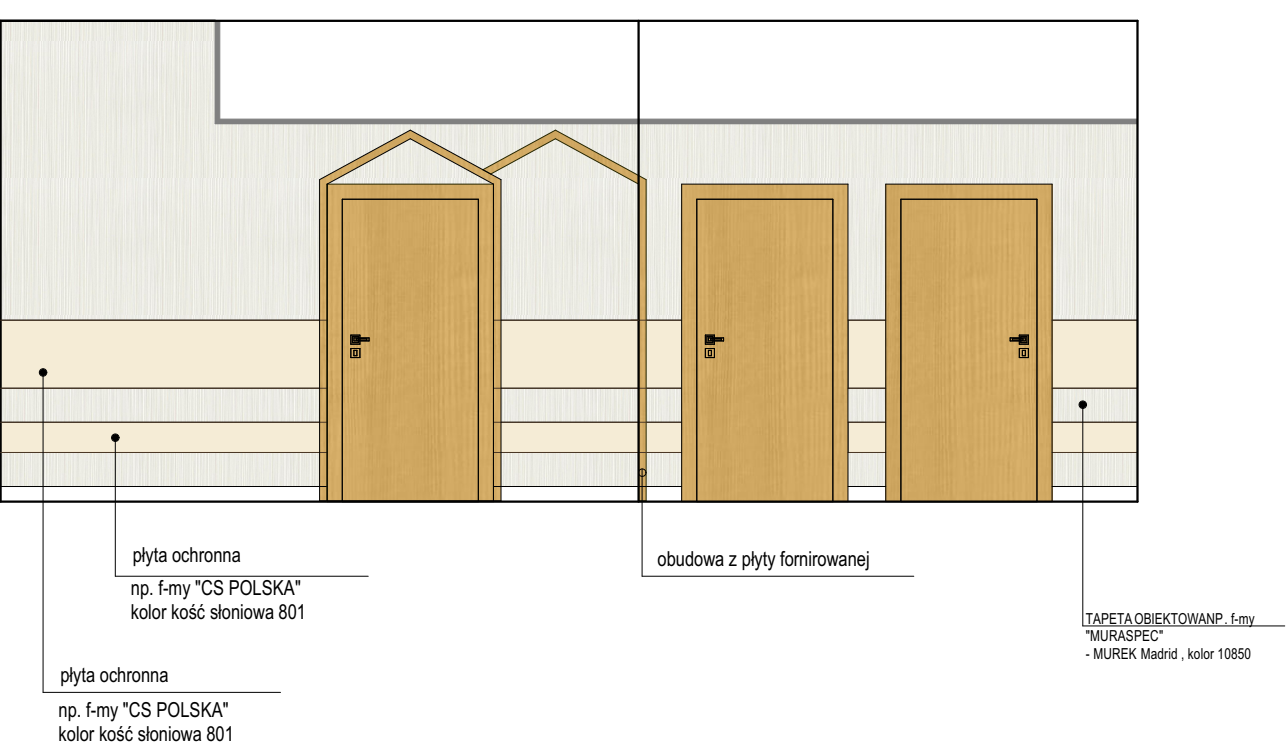 płyta ochronna
np. f-my "CS POLSKA"
kolor kość słoniowa 801
obudowa z płyty fornirowanej
TAPETA OBIEKTOWANP. f-my
"MURASPEC"
- MUREK Madrid , kolor 10850
płyta ochronna
np. f-my "CS POLSKA"
kolor kość słoniowa 801